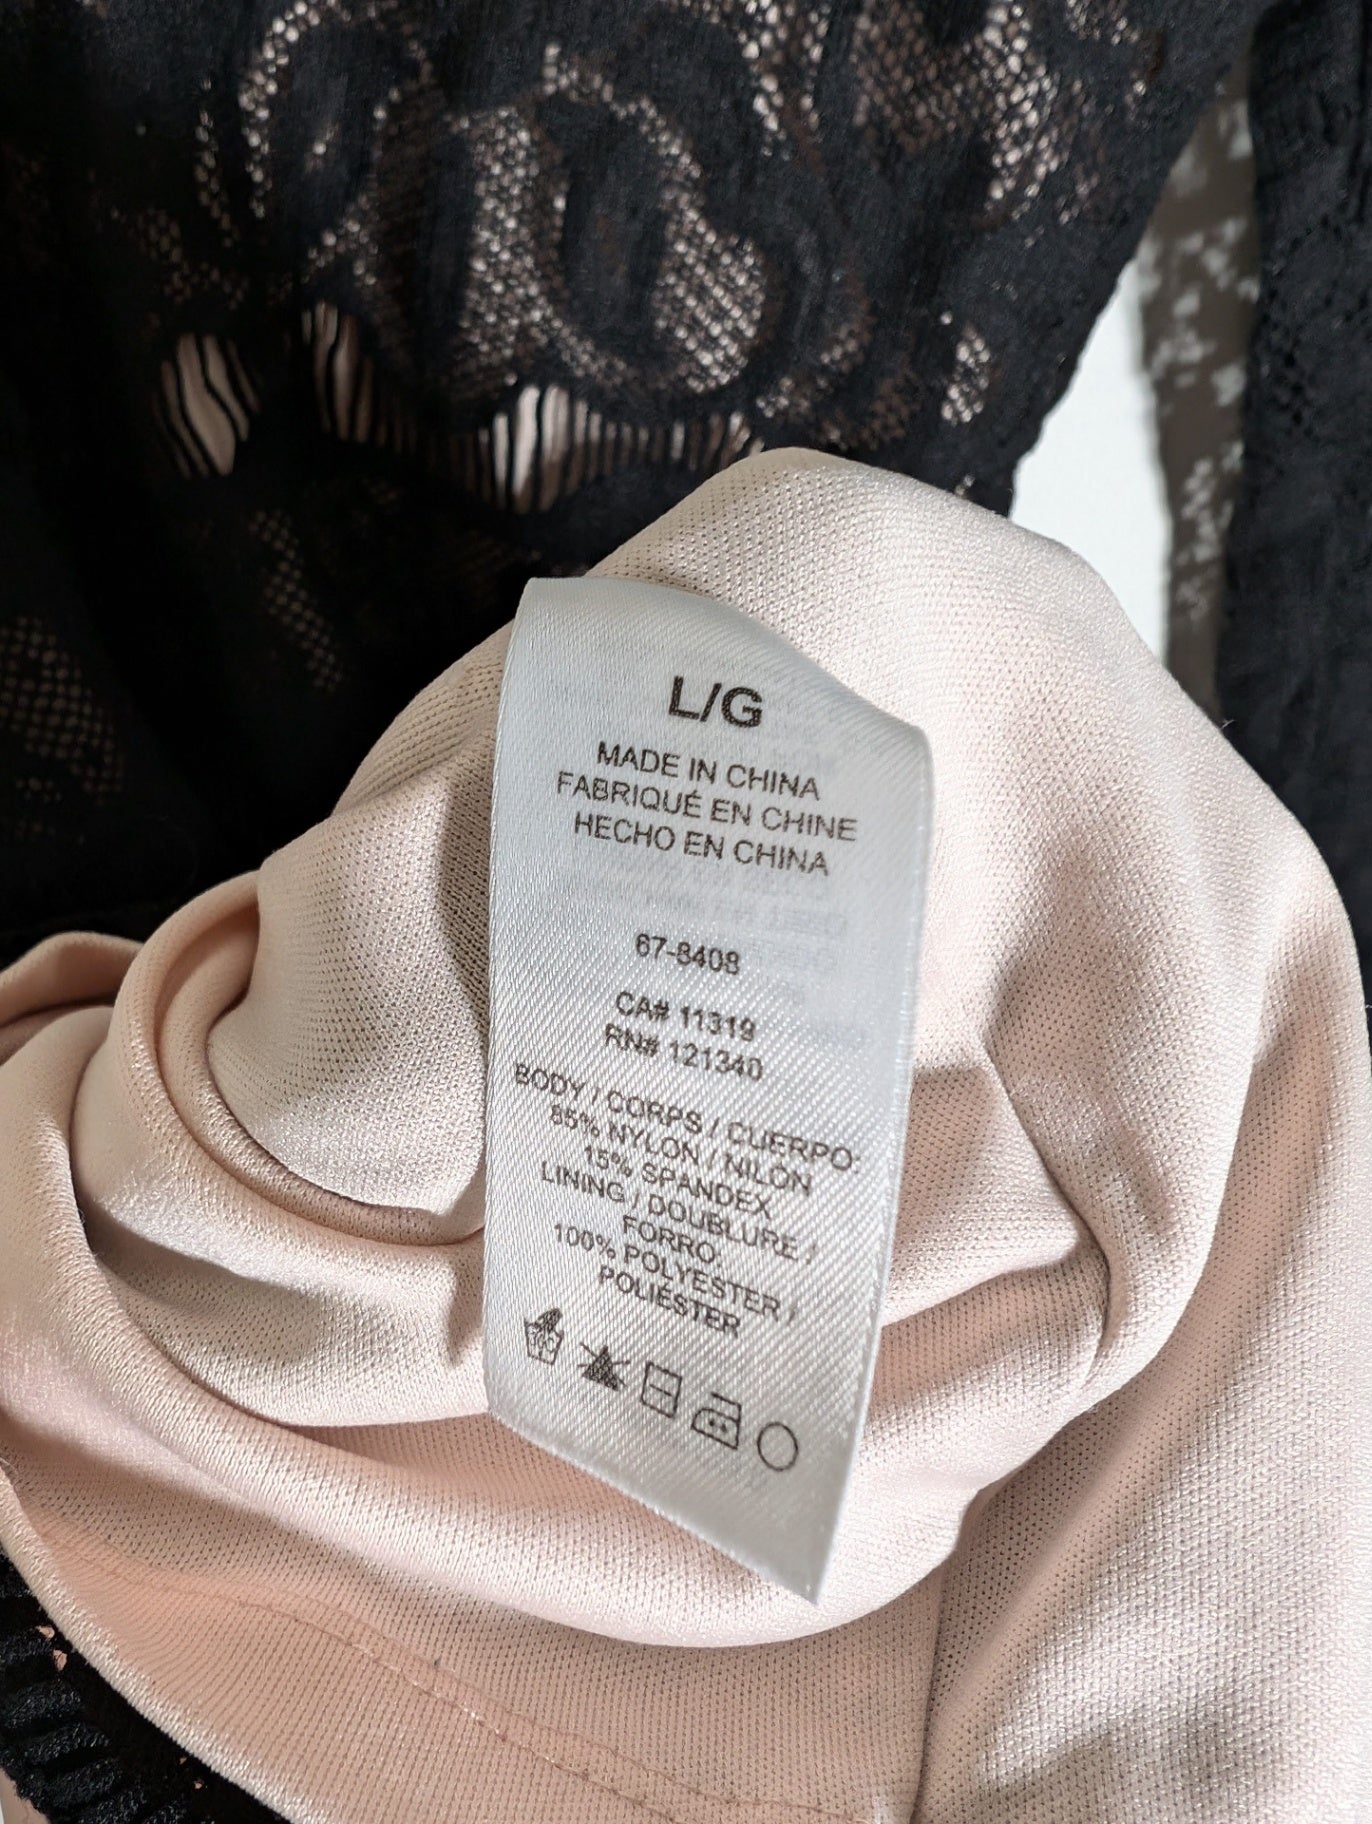 L/G
MADE IN CHINA
FABRIQUÉ EN CHINE
HECHO EN CHINA
67-8408
CA# 11319
RN# 121340
BODY / CORPS / CUERPO:
85% NYLON / NILÓN
15% SPANDEX
LINING / DOUBLURE /
FORRO:
100% POLYESTER /
POLIÉSTER